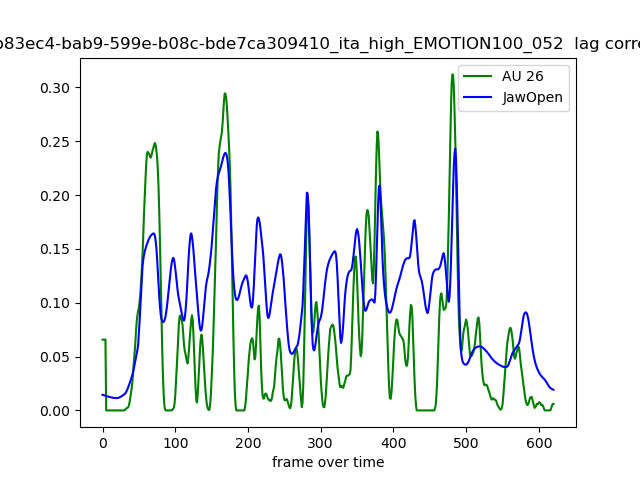 b83ec4-bab9-599e-b08c-bde7ca309410_ita_high_EMOTION100_052 lag corre
AU 26
JawOpen
0.30
0.25
0.20
0.15
0.10
0.05
0.00
0 100 200 300 400 500 600
frame over time